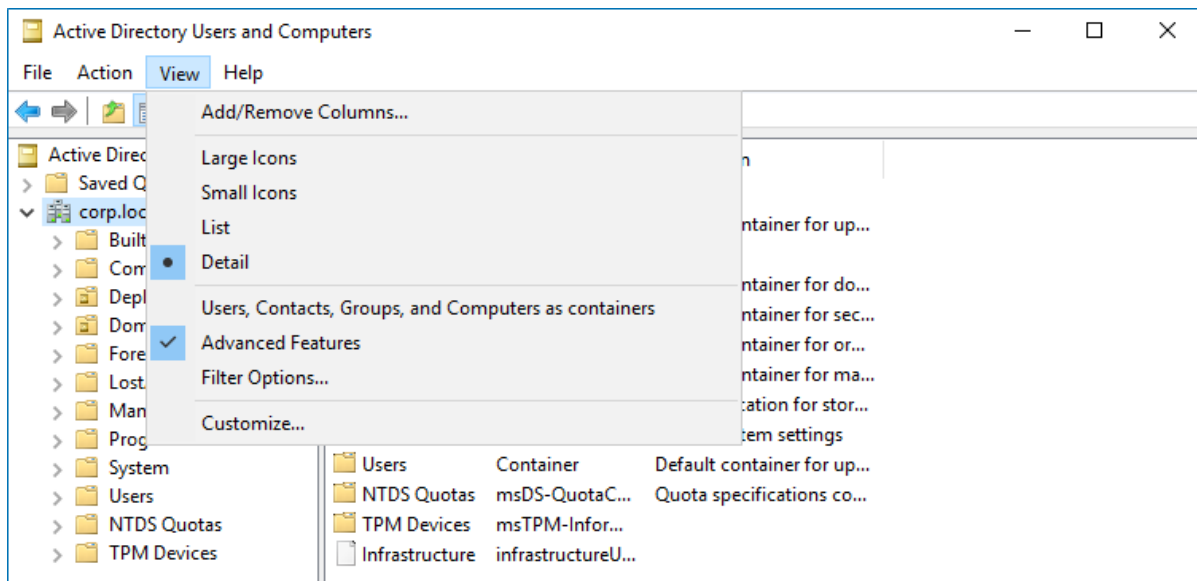 Active Directory Users and Computers
File Action View Help
Add/Remove Columns...
Large Icons
Small Icons
List
Detail
Users, Contacts, Groups, and Computers as containers
Advanced Features
Filter Options...
Customize...
Active Direc
Saved Q
corp.loc
Built
Com
Depl
Dom
Fore
Lost
Man
Prog
System
Users
NTDS Quotas
TPM Devices
n
ntainer for up...
ntainer for do...
ntainer for sec...
ntainer for or...
ntainer for ma...
cation for stor...
tem settings
Users Container Default container for up...
NTDS Quotas msDS-QuotaC... Quota specifications co...
TPM Devices msTPM-Infor...
Infrastructure infrastructureU...